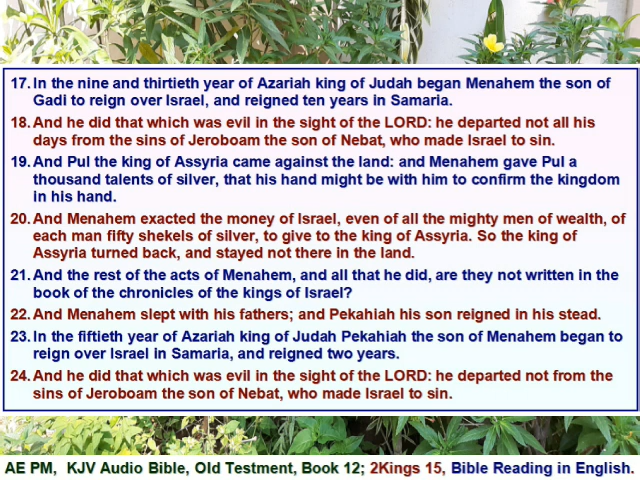 17. In the nine and thirtieth year of Azariah king of Judah began Menahem the son of
Gadi to reign over Israel, and reigned ten years in Samaria.
18. And he did that which was evil in the sight of the LORD: he departed not all his
days from the sins of Jeroboam the son of Nebat, who made Israel to sin.
19. And Pul the king of Assyria came against the land: and Menahem gave Pul a
thousand talents of silver, that his hand might be with him to confirm the kingdom
in his hand.
20. And Menahem exacted the money of Israel, even of all the mighty men of wealth, of
each man fifty shekels of silver, to give to the king of Assyria. So the king of
Assyria turned back, and stayed not there in the land.
21. And the rest of the acts of Menahem, and all that he did, are they not written in the
book of the chronicles of the kings of Israel?
22. And Menahem slept with his fathers; and Pekahiah his son reigned in his stead.
23. In the fiftieth year of Azariah king of Judah Pekahiah the son of Menahem began to
reign over Israel in Samaria, and reigned two years.
24. And he did that which was evil in the sight of the LORD: he departed not from the
sins of Jeroboam the son of Nebat, who made Israel to sin.
AE PM, KJV Audio Bible, Old Testment, Book 12; 2Kings 15, Bible Reading in English.